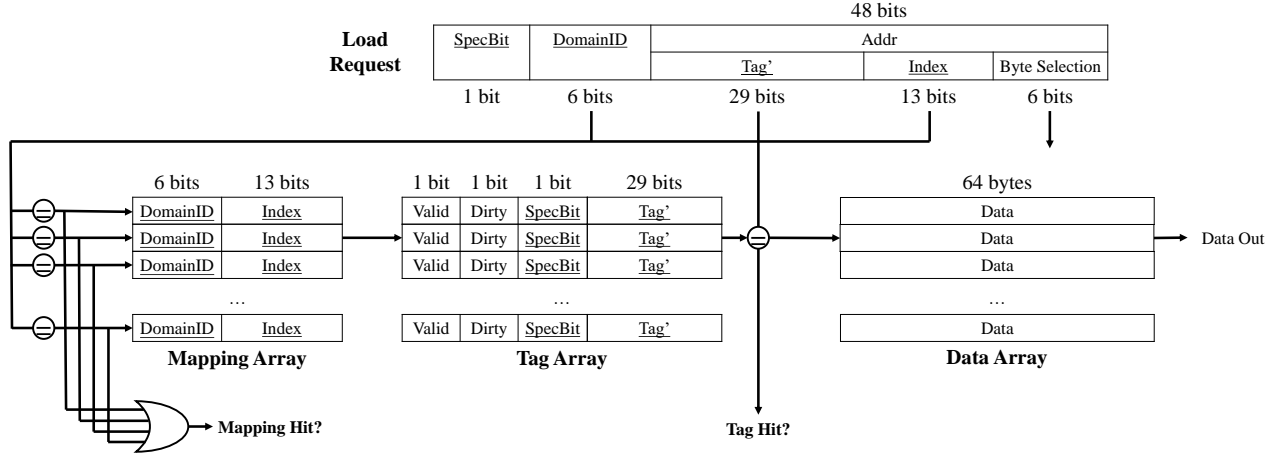 48 bits
Load Request
SpecBit DomainID Addr
Tag' Index Byte Selection
1 bit 6 bits 29 bits 13 bits 6 bits
6 bits 13 bits 1 bit 1 bit 1 bit 29 bits 64 bytes
= DomainID Index Valid Dirty SpecBit Tag' Data
= DomainID Index Valid Dirty SpecBit Tag' = Data Data Out
= DomainID Index Valid Dirty SpecBit Tag' Data
… … …
= DomainID Index Valid Dirty SpecBit Tag' Data
Mapping Array Tag Array Data Array
Mapping Hit? Tag Hit?